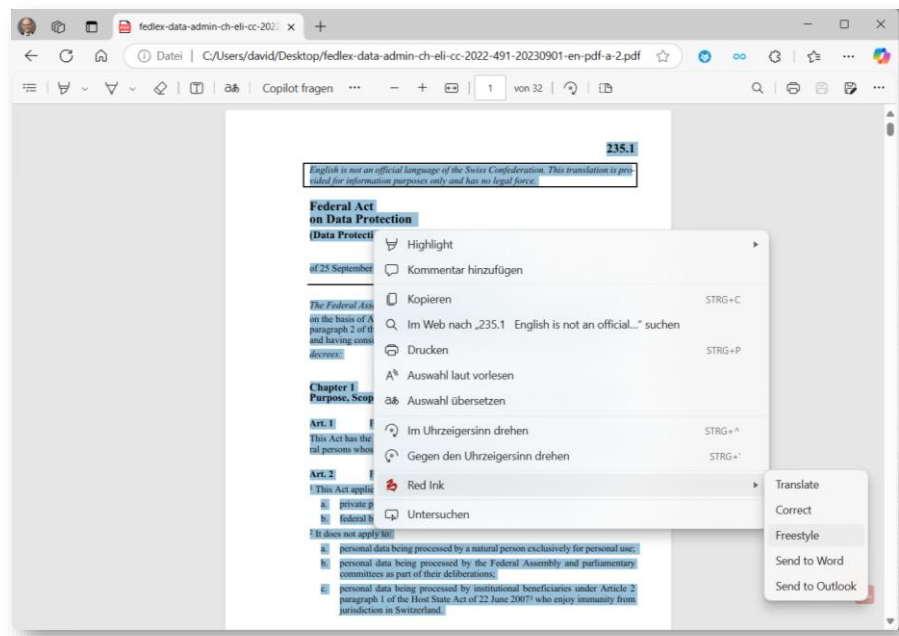 fedlex-data-admin-ch-eli-cc-2022
Datei | C:/Users/david/Desktop/fedlex-data-admin-ch-eli-cc-2022-491-20230901-en-pdf-a-2.pdf
Copilot fragen
1 von 32
235.1
English is not an official language of the Swiss Confederation. This translation is pro-
vided for information purposes only and has no legal force.
Federal Act
on Data Protection
(Data Protecti
of 25 September
The Federal Ass
on the basis of A
paragraph 2 of th
and having cons
decrees:
Chapter 1
Purpose, Scop
Art. 1
This Act has the
ral persons whos
Art. 2
1 This Act applie
a. private p
b. federal b
2 It does not apply to:
a. personal data being processed by a natural person exclusively for personal use;
b. personal data being processed by the Federal Assembly and parliamentary
committees as part of their deliberations;
c. personal data being processed by institutional beneficiaries under Article 2
paragraph 1 of the Host State Act of 22 June 2007³ who enjoy immunity from
jurisdiction in Switzerland.
Highlight
Kommentar hinzufügen
Kopieren STRG+C
Im Web nach „235.1 English is not an official...“ suchen
Drucken STRG+P
Auswahl laut vorlesen
Auswahl übersetzen
Im Uhrzeigersinn drehen STRG+^
Gegen den Uhrzeigersinn drehen STRG+'
Red Ink
Untersuchen
Translate
Correct
Freestyle
Send to Word
Send to Outlook